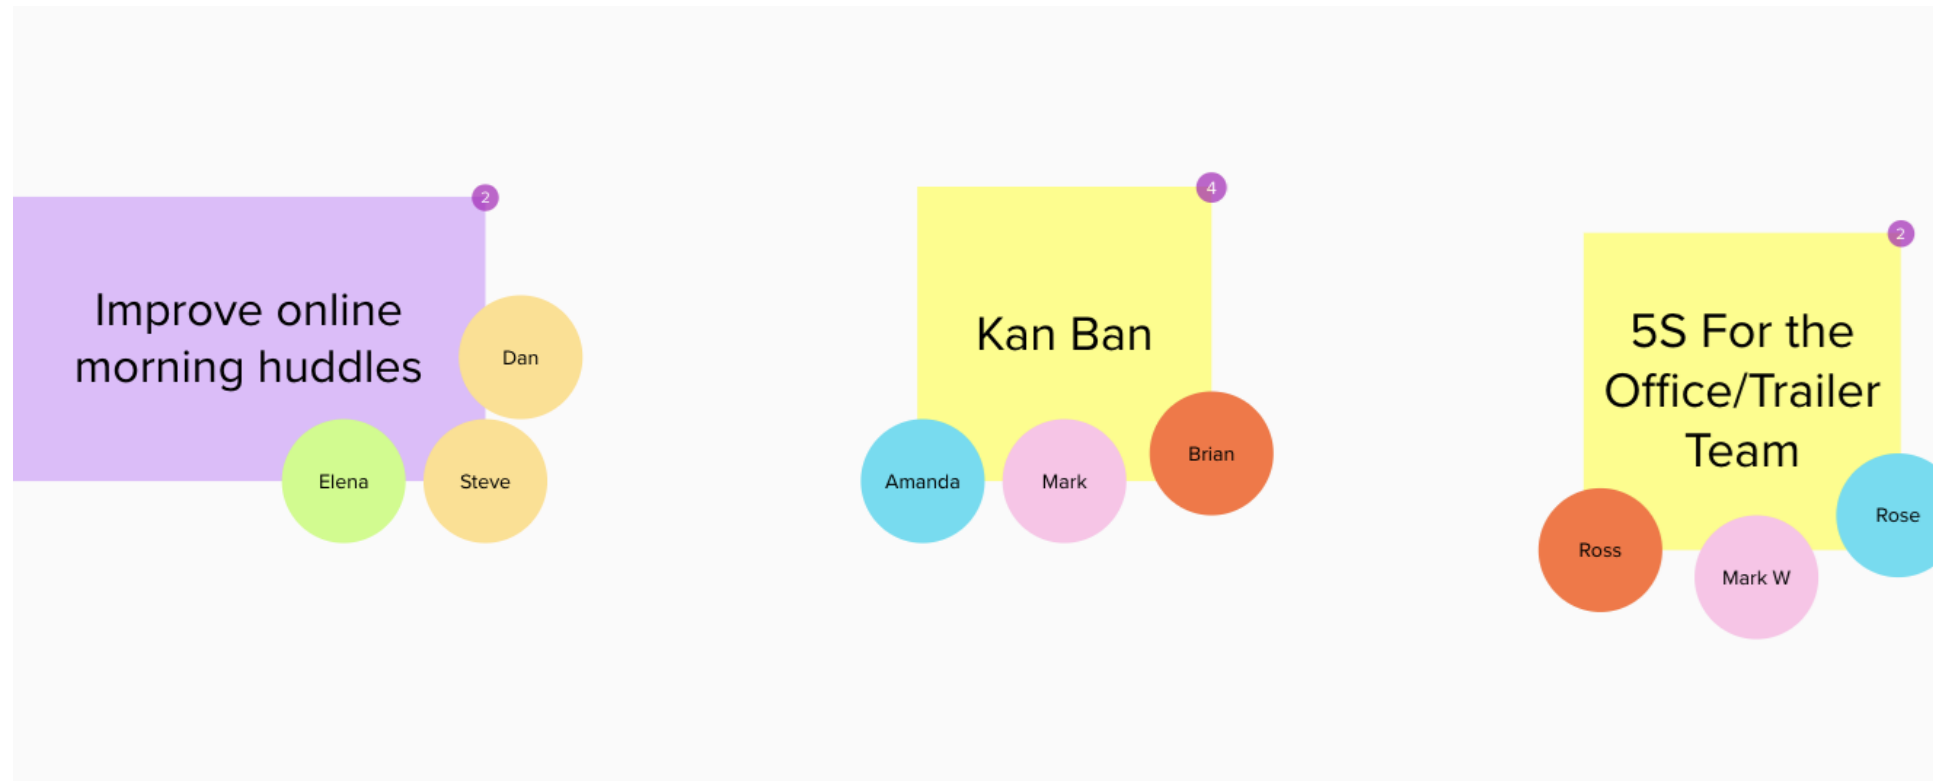 2
Improve online
morning huddles
Dan
Elena
Steve
4
Kan Ban
Amanda
Mark
Brian
2
5S For the
Office/Trailer
Team
Ross
Mark W
Rose